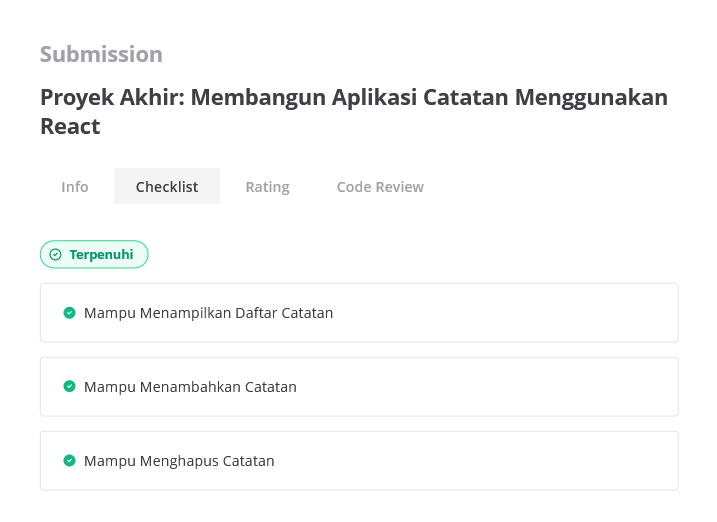 Submission
Proyek Akhir: Membangun Aplikasi Catatan Menggunakan
React
Info Checklist Rating Code Review
Terpenuhi
Mampu Menampilkan Daftar Catatan
Mampu Menambahkan Catatan
Mampu Menghapus Catatan